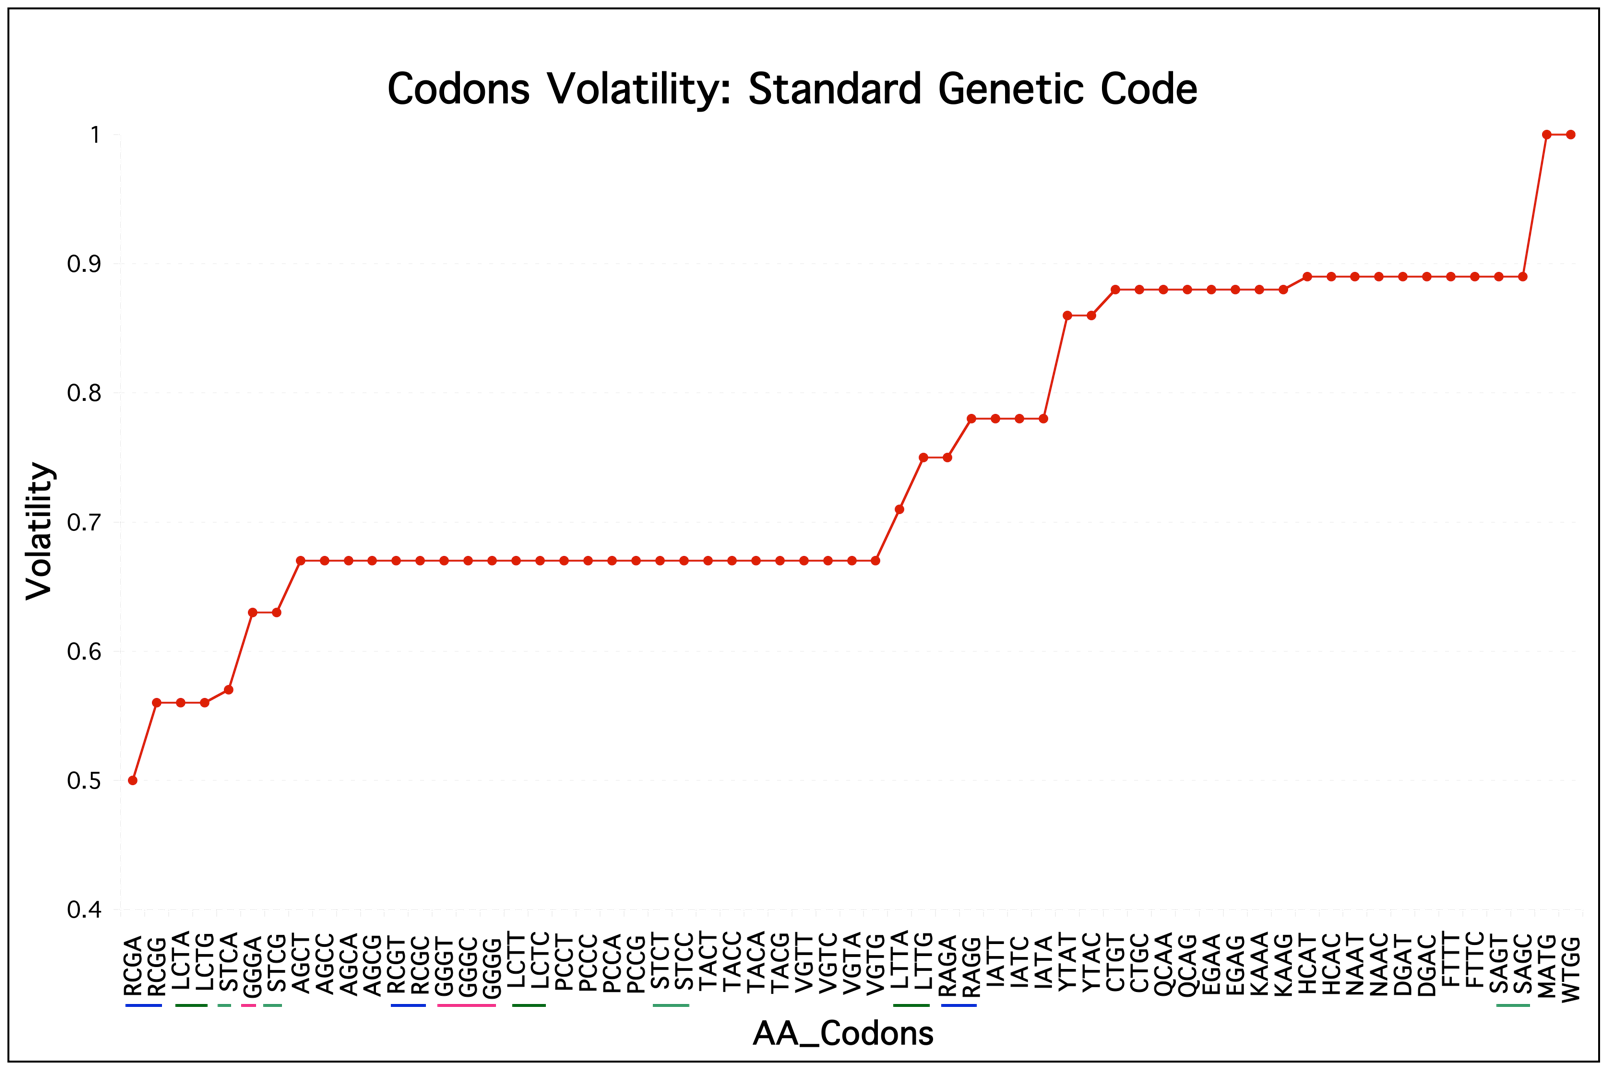 Codons Volatility: Standard Genetic Code
1
0.9
0.8
0.7
0.6
0.5
0.4
Volatility
RCGA
RCGG
LCTA
LCTG
STCA
GGGA
STCG
AGCT
AGCC
AGCA
AGCG
RCGT
RCGC
GGGT
GGGC
GGGG
LCTT
LCTC
PCCT
PCCC
PCCA
PCCG
STCT
STCC
TACT
TACC
TACA
TACG
VGTT
VGTC
VGTA
VGTG
LTTA
LTTG
RAGA
RAGG
IATT
IATC
IATA
YTAT
YTAC
CTGT
CTGC
QCAA
QCAG
EGAA
EGAG
KAAA
KAAG
HCAT
HCAC
NAAT
NAAC
DGAT
DGAC
FTTT
FTTC
SAGT
SAGC
MATG
WTGG
AA_Codons